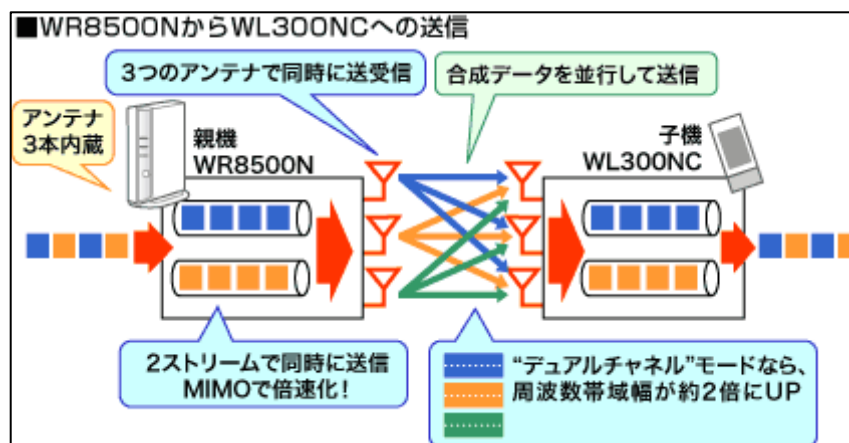 ■WR8500NからWL300NCへの送信
3つのアンテナで同時に送受信
合成データを並行して送信
アンテナ
3本内蔵
親機
WR8500N
子機
WL300NC
2ストリームで同時に送信
MIMOで倍速化！
“デュアルチャネル”モードなら、
周波数帯域幅が約2倍にUP